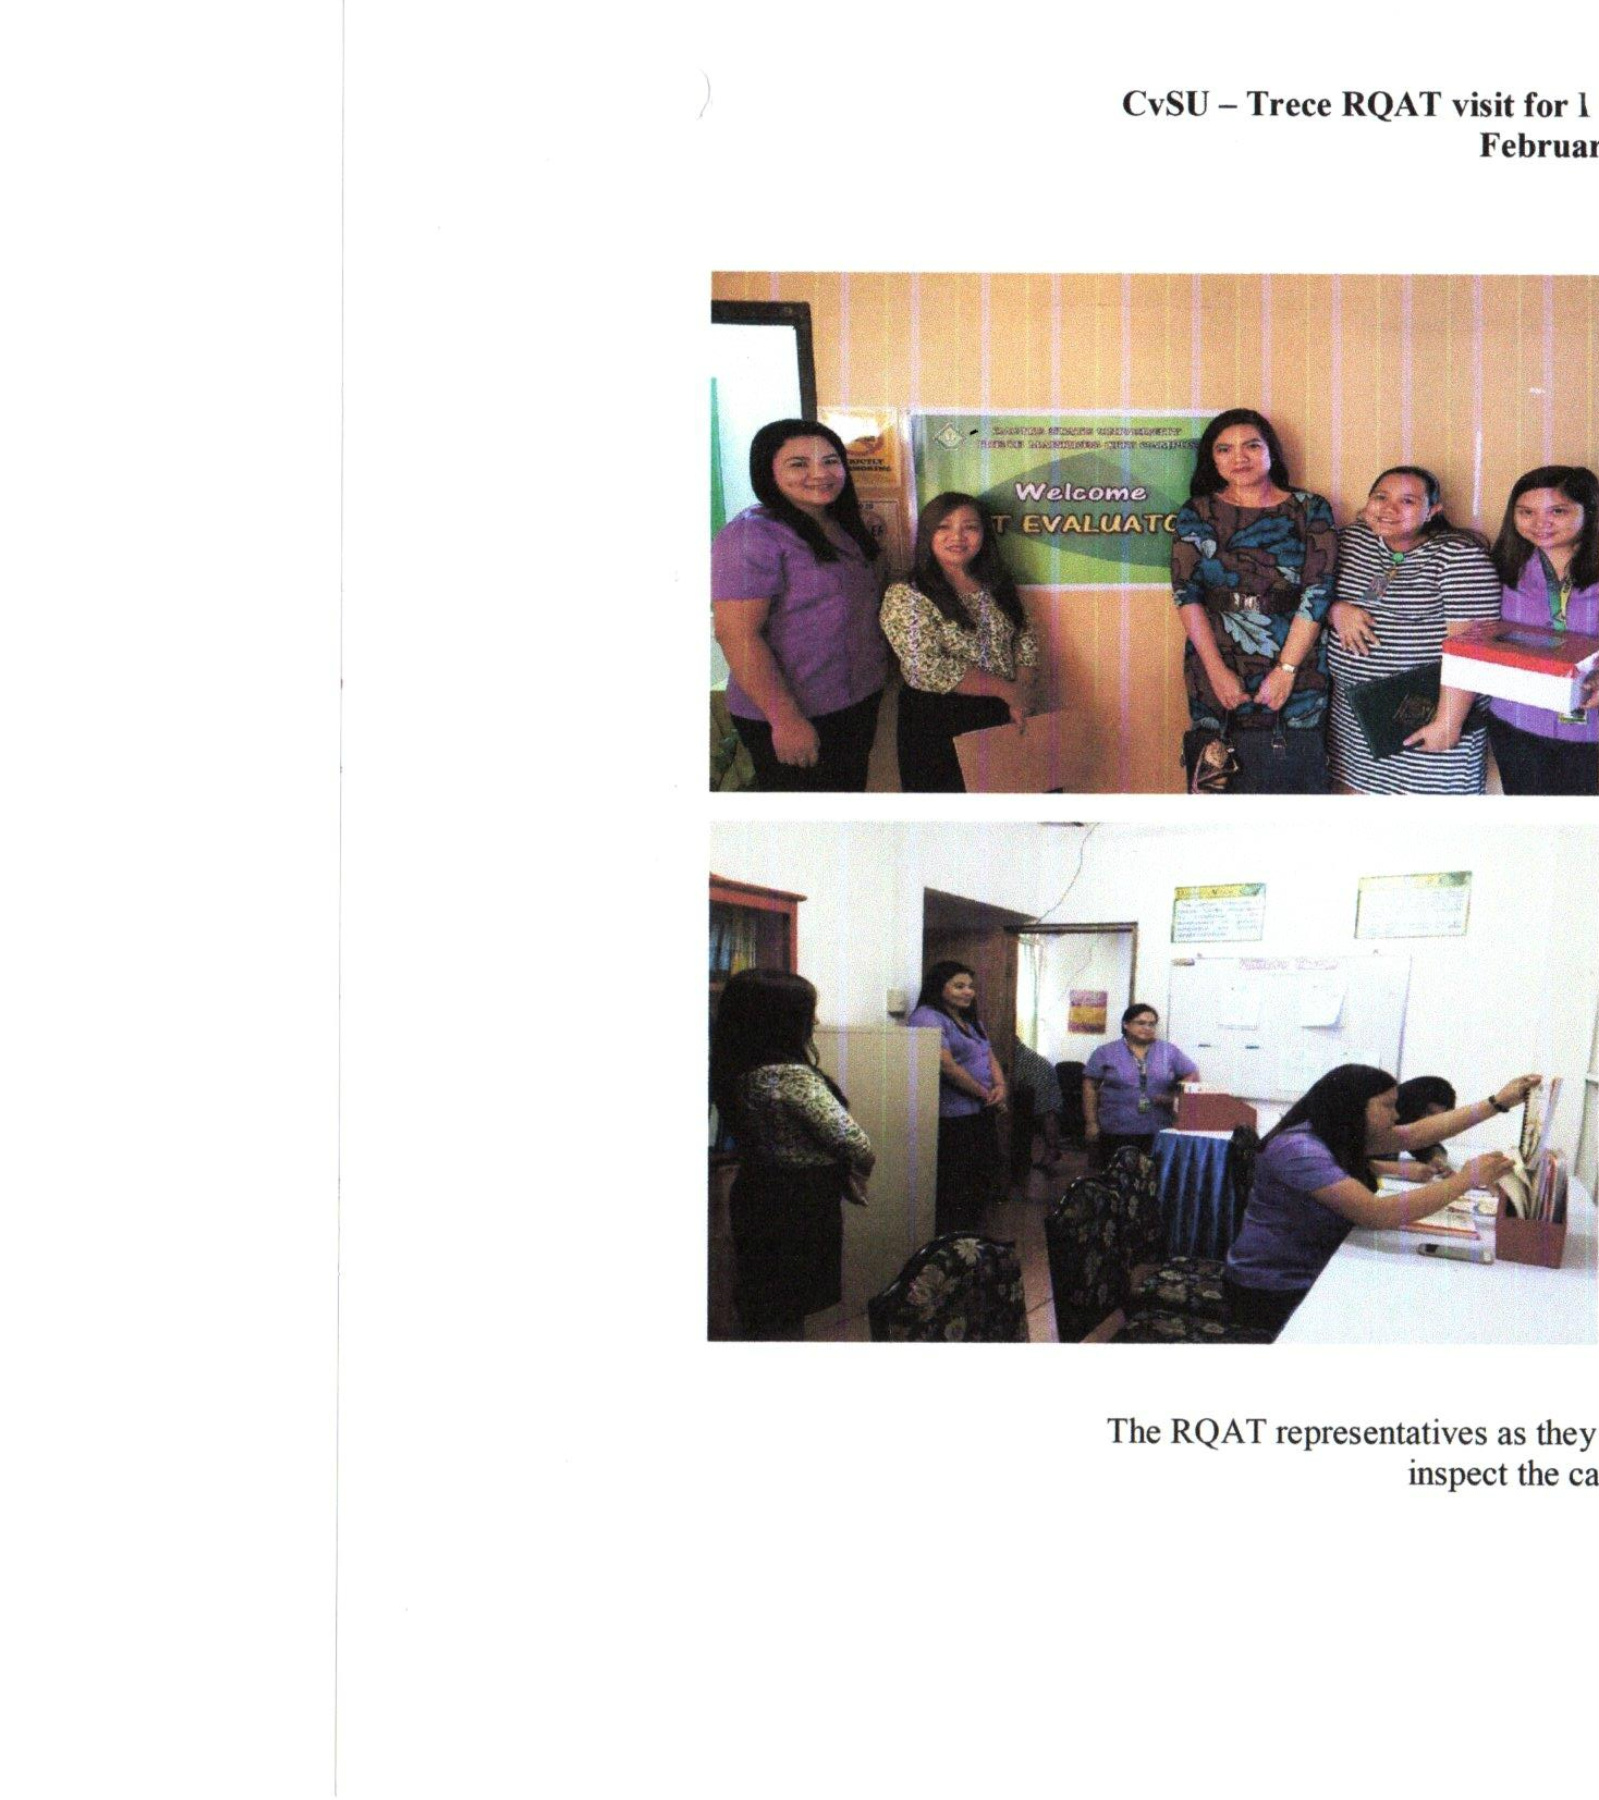 CvSU – Trece RQAT visit for 1
Februar
CAVITE STATE UNIVERSITY
TRECE MARTIRES CITY CAMPUS
Welcome
T EVALUATO
The RQAT representatives as they
inspect the ca